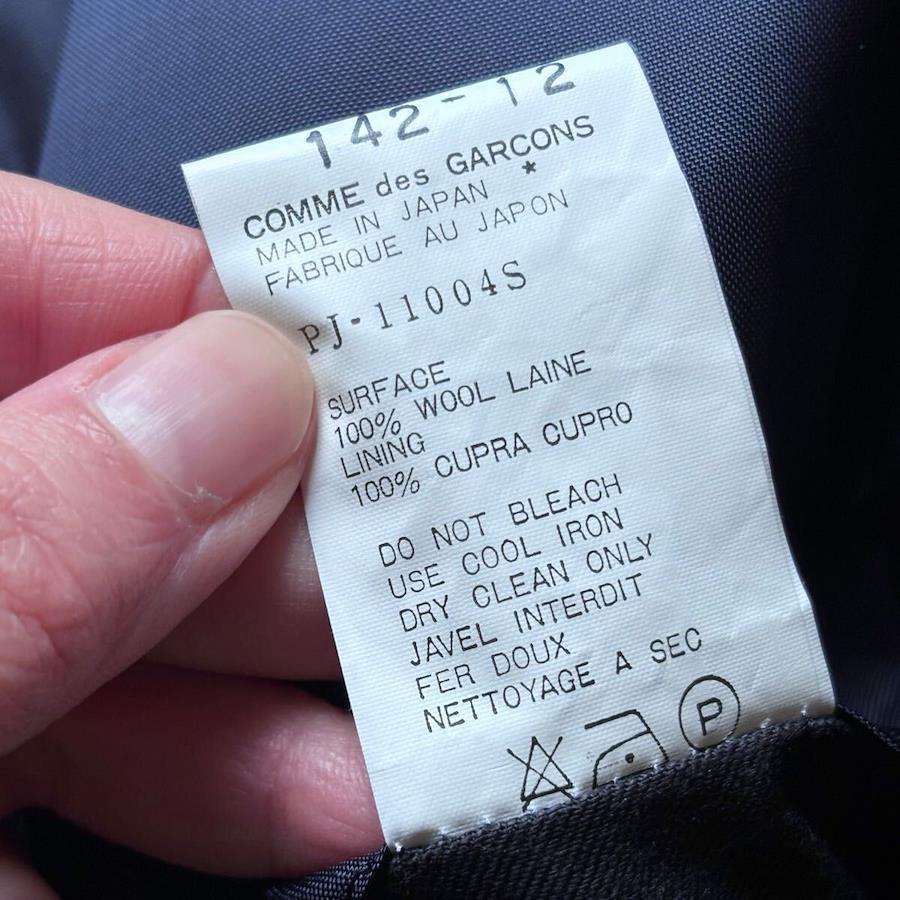 142-12
COMME des GARCONS
MADE IN JAPAN *
FABRIQUE AU JAPON
PJ-11004S
SURFACE
100% WOOL LAINE
LINING
100% CUPRA CUPRO
DO NOT BLEACH
USE COOL IRON
DRY CLEAN ONLY
JAVEL INTERDIT
FER DOUX
NETTOYAGE A SEC
P